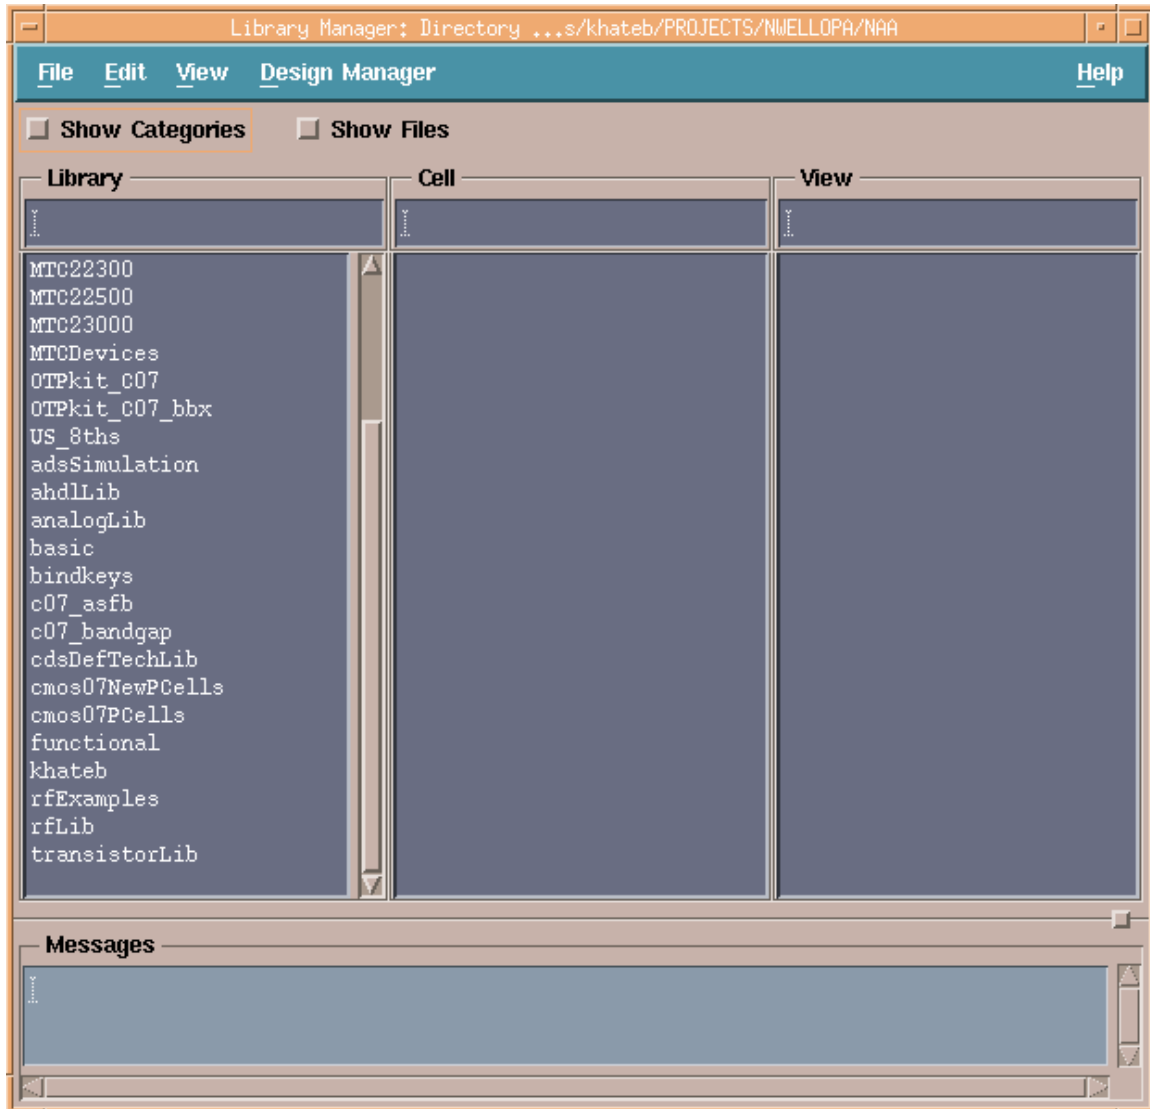 Library Manager: Directory ...s/khateb/PROJECTS/NWELLOPA/NAA
File Edit View Design Manager Help
Show Categories Show Files
Library Cell View
MTC22300
MTC22500
MTC23000
MTCDevices
OTPkit_C07
OTPkit_C07_bbx
US_8ths
adsSimulation
ahdlLib
analogLib
basic
bindkeys
c07_asfb
c07_bandgap
cdsDefTechLib
cmos07NewPCells
cmos07PCells
functional
khateb
rfExamples
rfLib
transistorLib
Messages